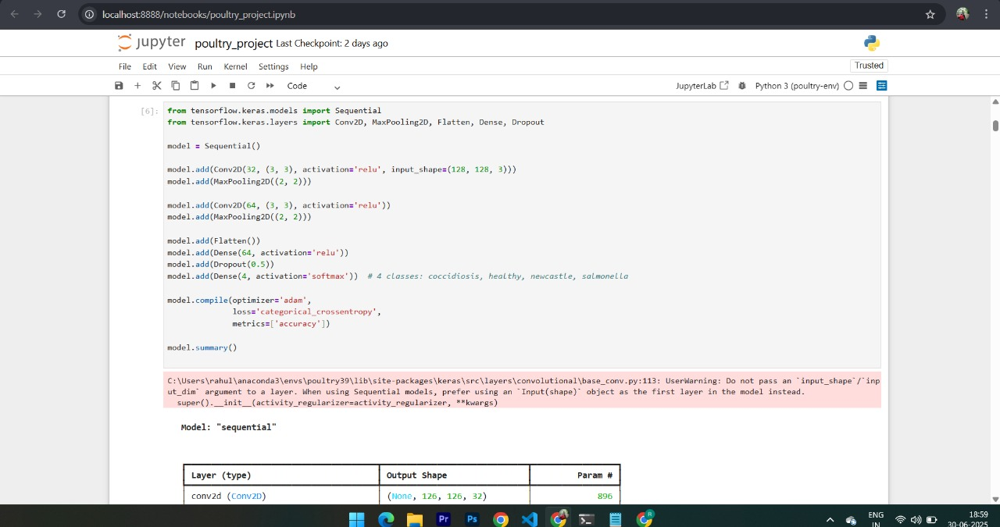 localhost:8888/notebooks/poultry_project.ipynb
jupyter poultry_project Last Checkpoint: 2 days ago
File Edit View Run Kernel Settings Help
Trusted
Code
JupyterLab
Python 3 (poultry-env)
[6]:
from tensorflow.keras.models import Sequential
from tensorflow.keras.layers import Conv2D, MaxPooling2D, Flatten, Dense, Dropout
model = Sequential()
model.add(Conv2D(32, (3, 3), activation='relu', input_shape=(128, 128, 3)))
model.add(MaxPooling2D((2, 2)))
model.add(Conv2D(64, (3, 3), activation='relu'))
model.add(MaxPooling2D((2, 2)))
model.add(Flatten())
model.add(Dense(64, activation='relu'))
model.add(Dropout(0.5))
model.add(Dense(4, activation='softmax'))  # 4 classes: coccidiosis, healthy, newcastle, salmonella
model.compile(optimizer='adam',
              loss='categorical_crossentropy',
              metrics=['accuracy'])
model.summary()
C:\Users\rahul\anaconda3\envs\poultry39\lib\site-packages\keras\src\layers\convolutional\base_conv.py:113: UserWarning: Do not pass an `input_shape`/`inp
ut_dim` argument to a layer. When using Sequential models, prefer using an `Input(shape)` object as the first layer in the model instead.
  super().__init__(activity_regularizer=activity_regularizer, **kwargs)
Model: "sequential"
Layer (type) Output Shape Param #
conv2d (Conv2D) (None, 126, 126, 32) 896
Pr
Ps
R
ENG
IN
18:59
30-06-2025